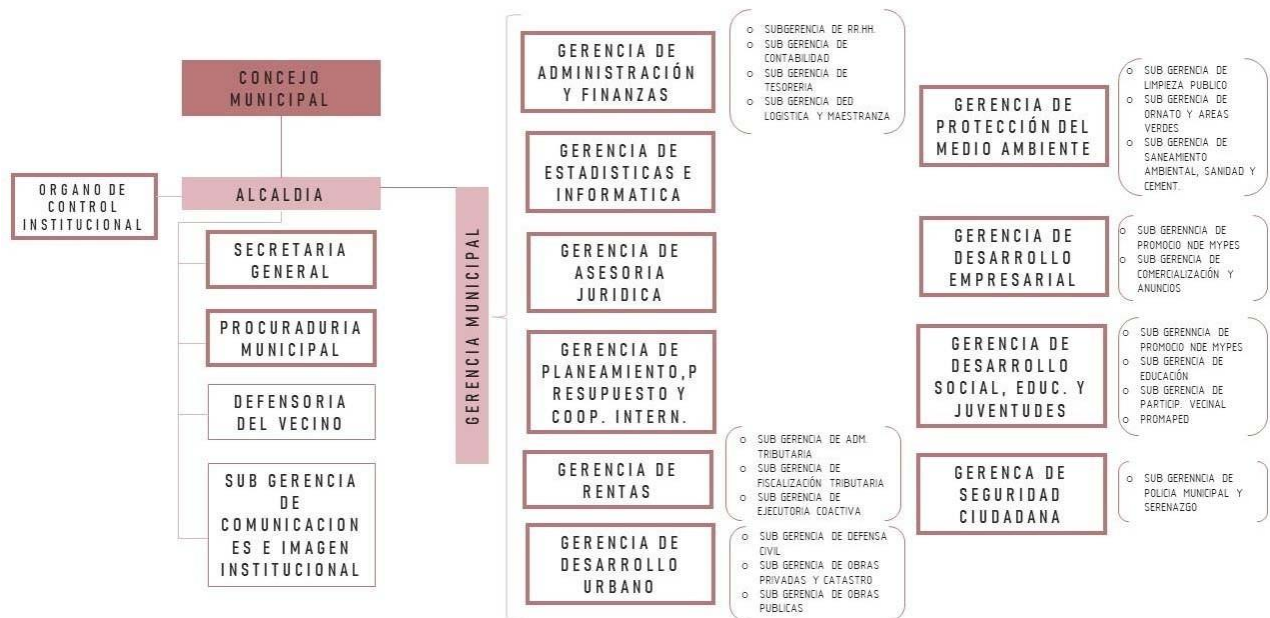 CONCEJO
MUNICIPAL
ORGANO DE
CONTROL
INSTITUCIONAL
ALCALDIA
SECRETARIA
GENERAL
PROCURADURIA
MUNICIPAL
DEFENSORIA
DEL VECINO
SUB GERENCIA
DE
COMUNICACION
ES E IMAGEN
INSTITUCIONAL
GERENCIA MUNICIPAL
GERENCIA DE
ADMINISTRACIÓN
Y FINANZAS
o SUBGERENCIA DE RR.HH.
o SUB GERENCIA DE
CONTABILIDAD
o SUB GERENCIA DE
TESORERIA
o SUB GERENCIA DED
LOGISTICA Y MAESTRANZA
GERENCIA DE
ESTADISTICAS E
INFORMATICA
GERENCIA DE
ASESORIA
JURIDICA
GERENCIA DE
PLANEAMIENTO,P
RESUPUESTO Y
COOP. INTERN.
GERENCIA DE
RENTAS
o SUB GERENCIA DE ADM.
TRIBUTARIA
o SUB GERENCIA DE
FISCALIZACIÓN TRIBUTARIA
o SUB GERENCIA DE
EJECUTORIA COACTIVA
GERENCIA DE
DESARROLLO
URBANO
o SUB GERENCIA DE DEFENSA
CIVIL
o SUB GERENCIA DE OBRAS
PRIVADAS Y CATASTRO
o SUB GERENCIA DE OBRAS
PUBLICAS
GERENCIA DE
PROTECCIÓN DEL
MEDIO AMBIENTE
o SUB GERENCIA DE
LIMPIEZA PUBLICO
o SUB GERENCIA DE
ORNATO Y AREAS
VERDES
o SUB GERENCIA DE
SANEAMIENTO
AMBIENTAL, SANIDAD Y
CEMENT.
GERENCIA DE
DESARROLLO
EMPRESARIAL
o SUB GERENNCIA DE
PROMOCIO NDE MYPES
o SUB GERENCIA DE
COMERCIALIZACIÓN Y
ANUNCIOS
GERENCIA DE
DESARROLLO
SOCIAL, EDUC. Y
JUVENTUDES
o SUB GERENNCIA DE
PROMOCIO NDE MYPES
o SUB GERENCIA DE
EDUCACIÓN
o SUB GERENCIA DE
PARTICIP. VECINAL
o PROMAPED
GERENCA DE
SEGURIDAD
CIUDADANA
o SUB GERENNCIA DE
POLICIA MUNICIPAL Y
SERENAZGO